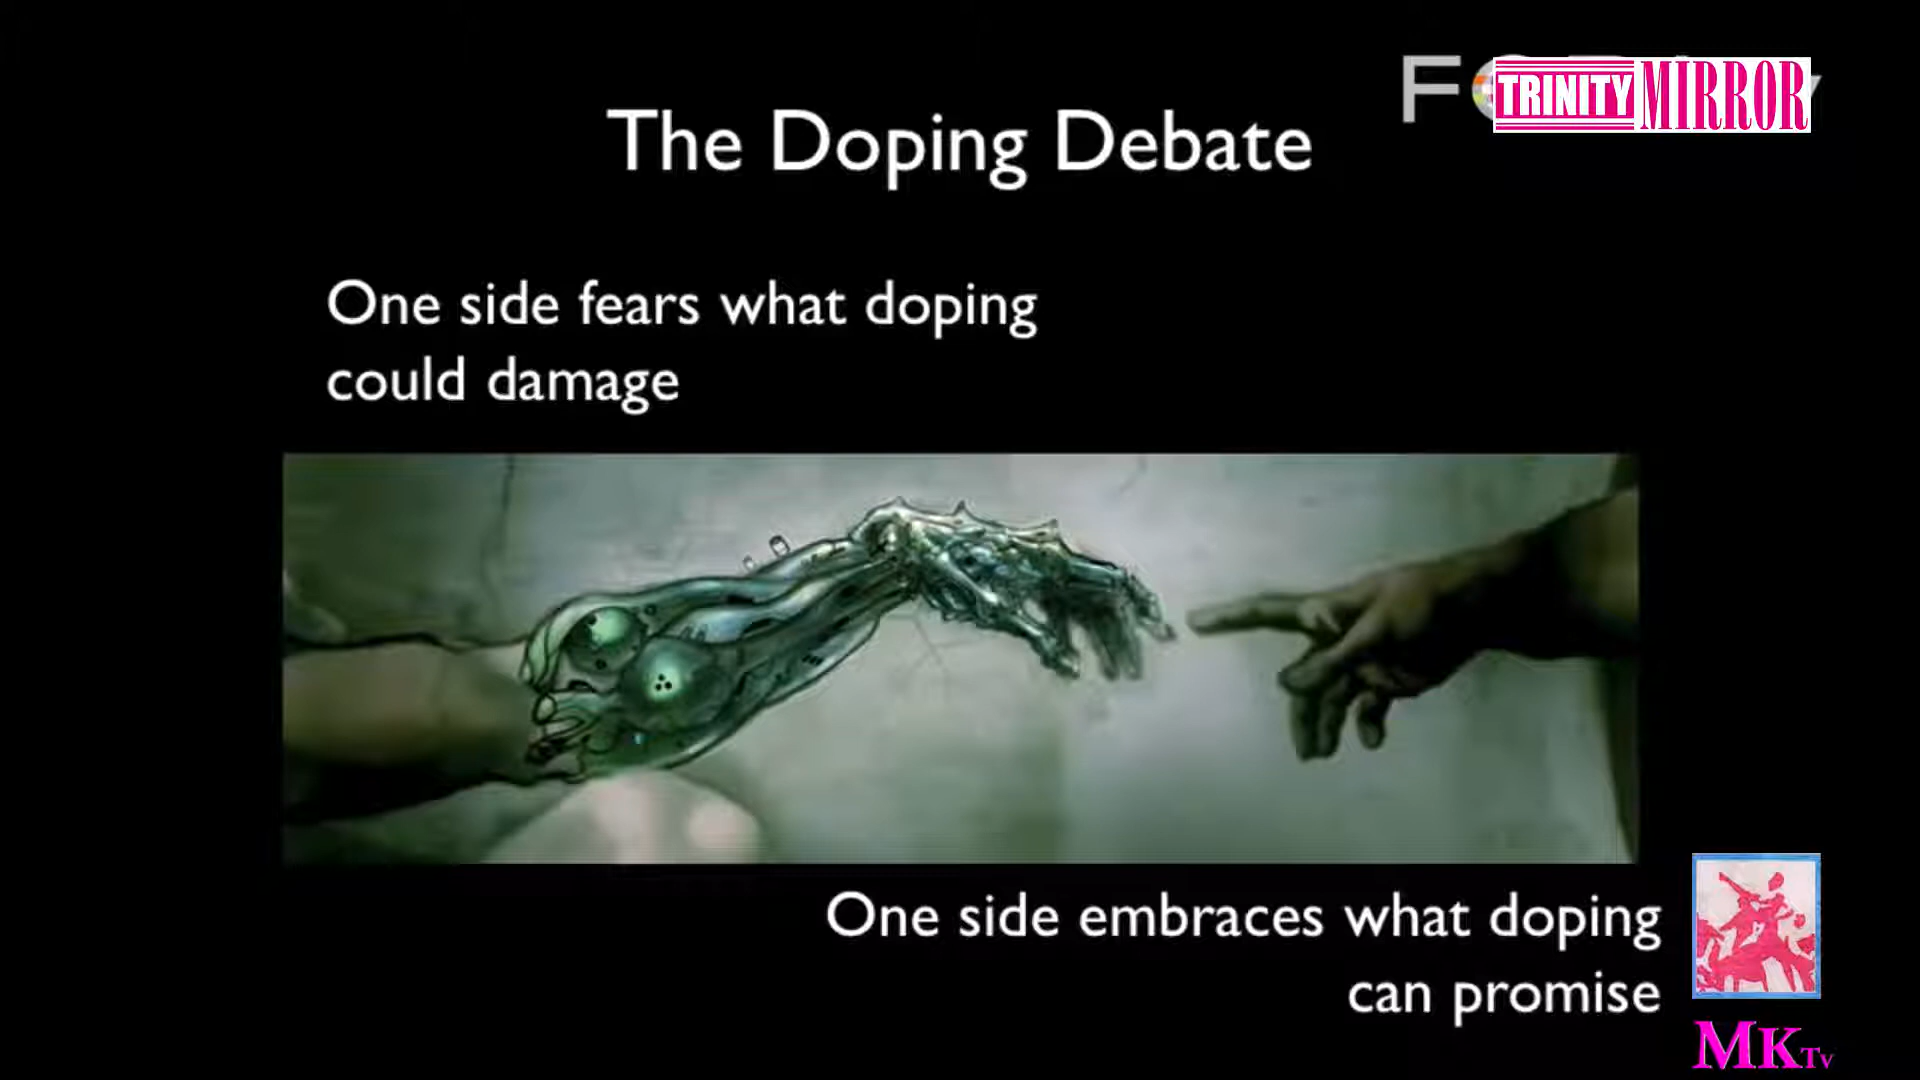 The Doping Debate
TRINITY MIRROR
One side fears what doping
could damage
One side embraces what doping
can promise
MKTV